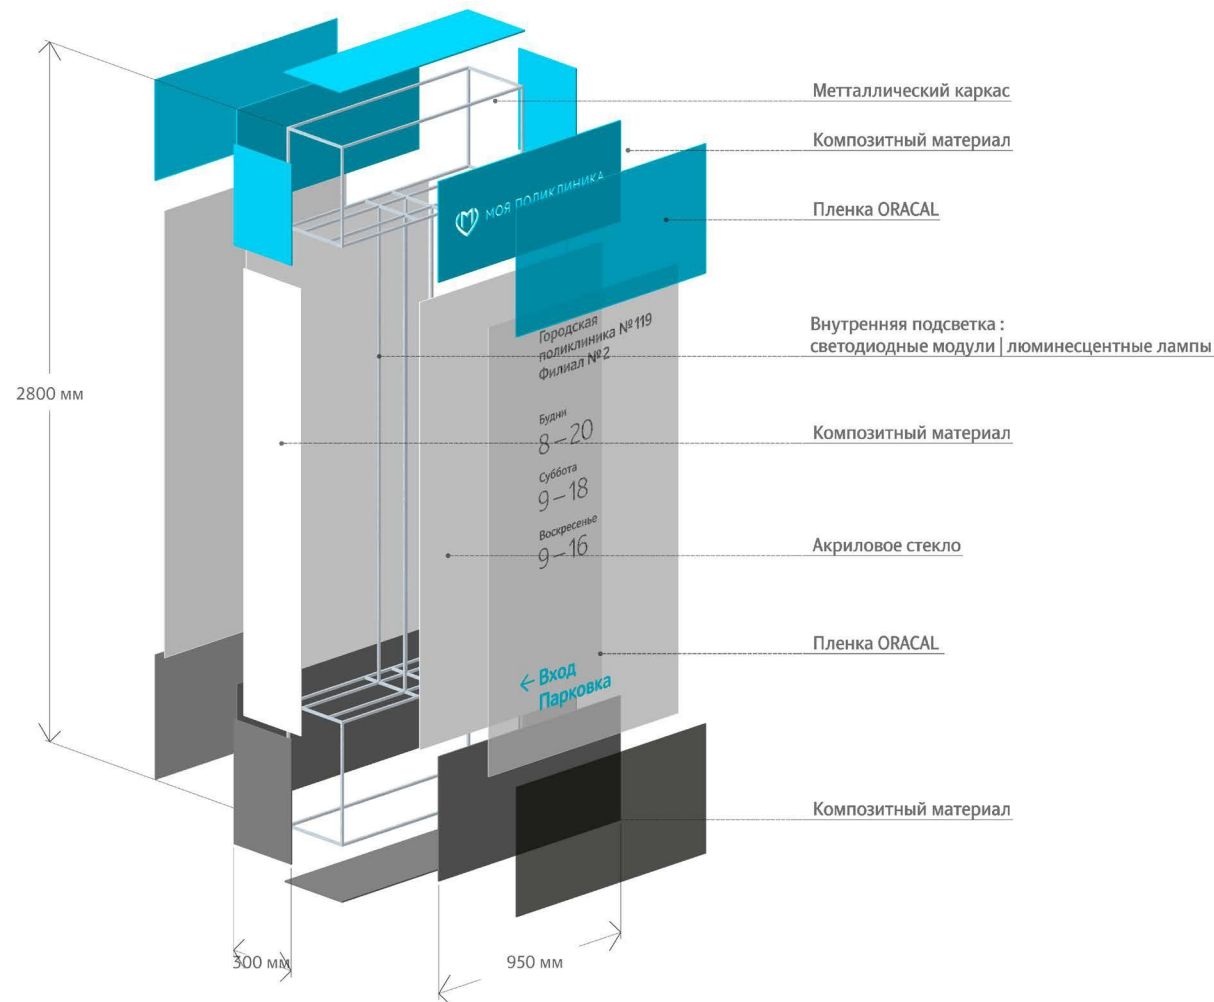 Метталлический каркас
Композитный материал
МОЯ ПОЛИКЛИНИКА
Пленка ORACAL
Городская
поликлиника №119
Филиал №2
Внутренняя подсветка :
светодиодные модули | люминесцентные лампы
2800 мм
Будни
8–20
Композитный материал
Суббота
9–18
Воскресенье
9–16
Акриловое стекло
Пленка ORACAL
← Вход
Парковка
Композитный материал
300 мм
950 мм